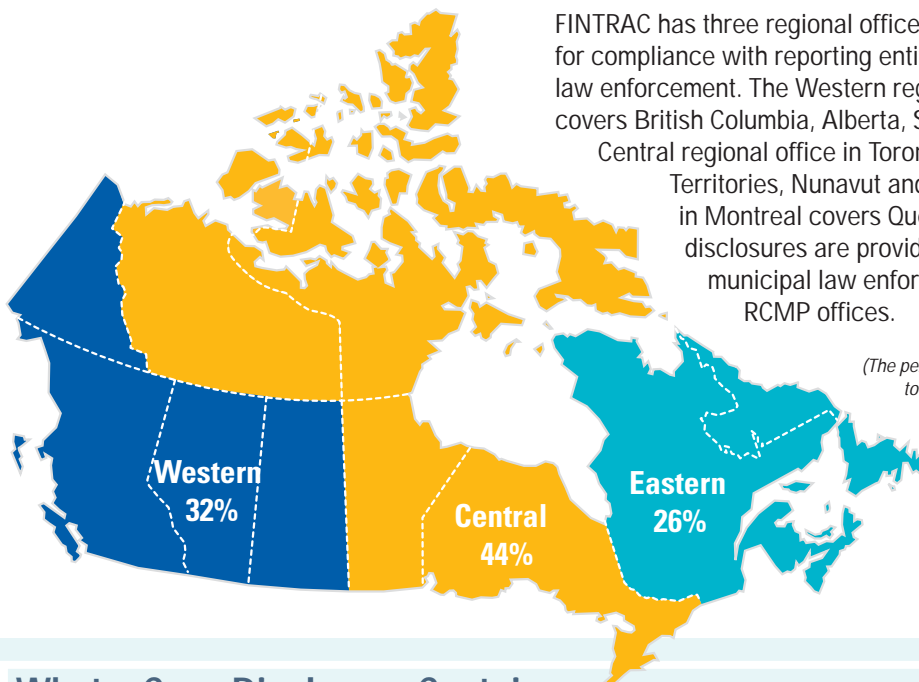 FINTRAC has three regional office
for compliance with reporting enti
law enforcement. The Western reg
covers British Columbia, Alberta, S
Central regional office in Toron
Territories, Nunavut and
in Montreal covers Qu
disclosures are provid
municipal law enfor
RCMP offices.
(The pe
to
Western
32%
Central
44%
Eastern
26%